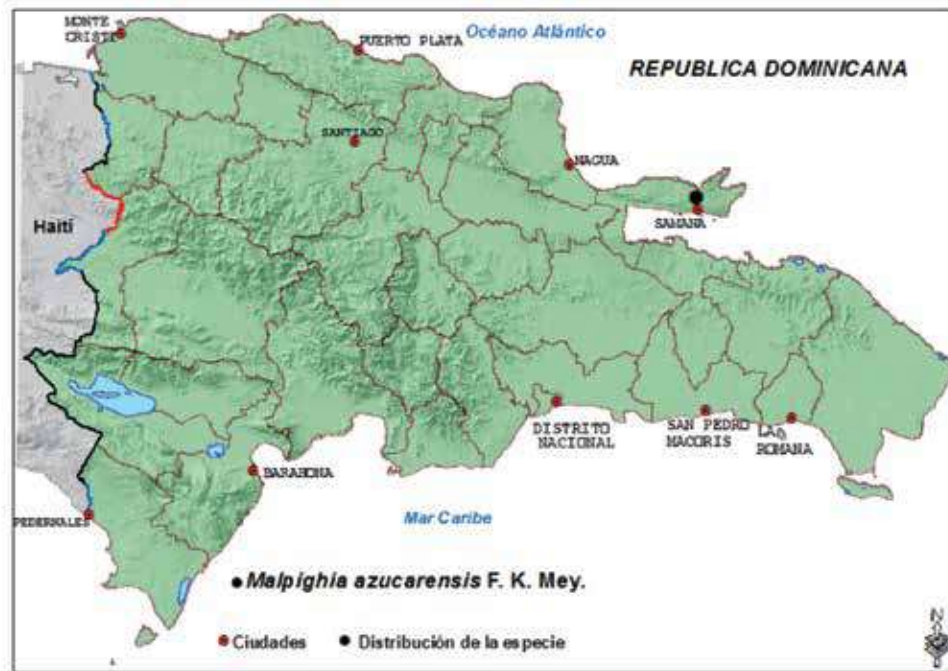 MONTE
CRISTI
PUERTO PLATA
Océano Atlántico
REPUBLICA DOMINICANA
SANTIAGO
NAGUA
SAMANA
Haití
DISTRITO
NACIONAL
SAN PEDRO
MACORIS
LA
ROMANA
BARAHONA
PEDERNALES
Mar Caribe
Malpighia azucarensis F. K. Mey.
Ciudades
Distribución de la especie